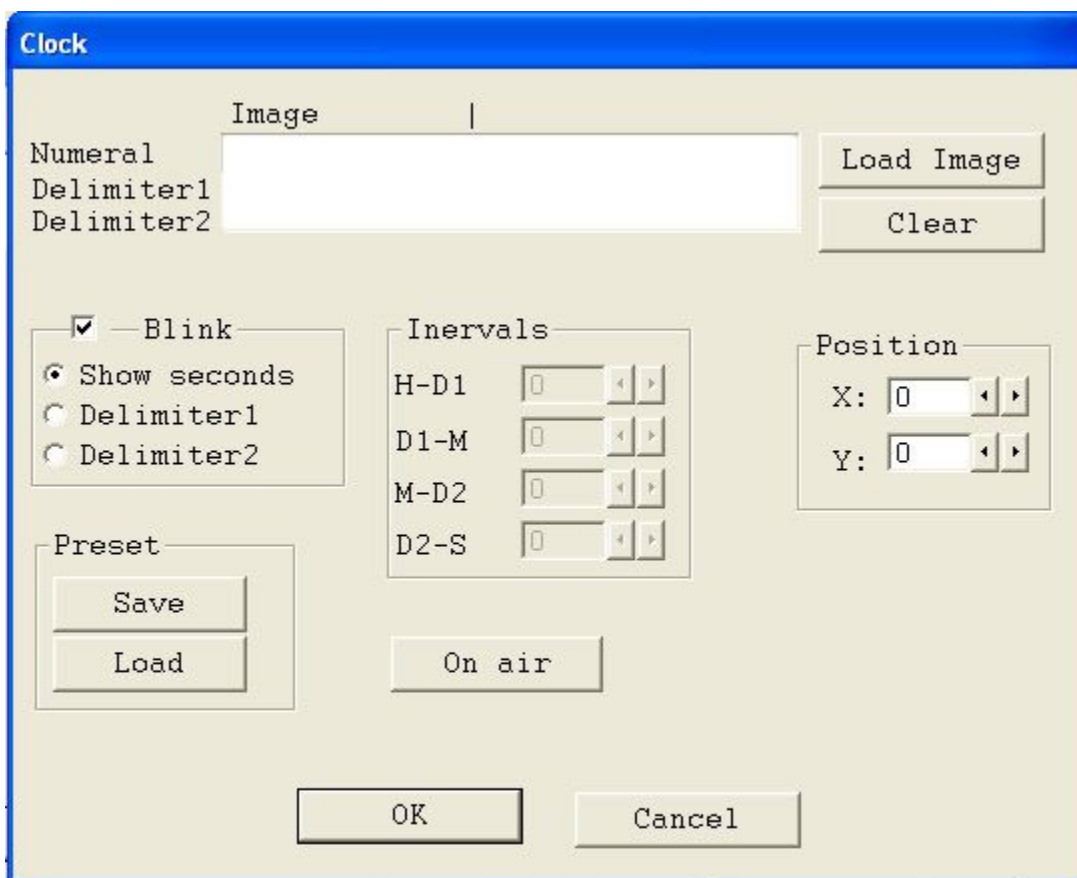 Clock
Image |
Numeral
Delimiter1
Delimiter2
Load Image
Clear
Blink
Show seconds
Delimiter1
Delimiter2
Inervals
H-D1 0
D1-M 0
M-D2 0
D2-S 0
Position
X: 0
Y: 0
Preset
Save
Load
On air
OK
Cancel